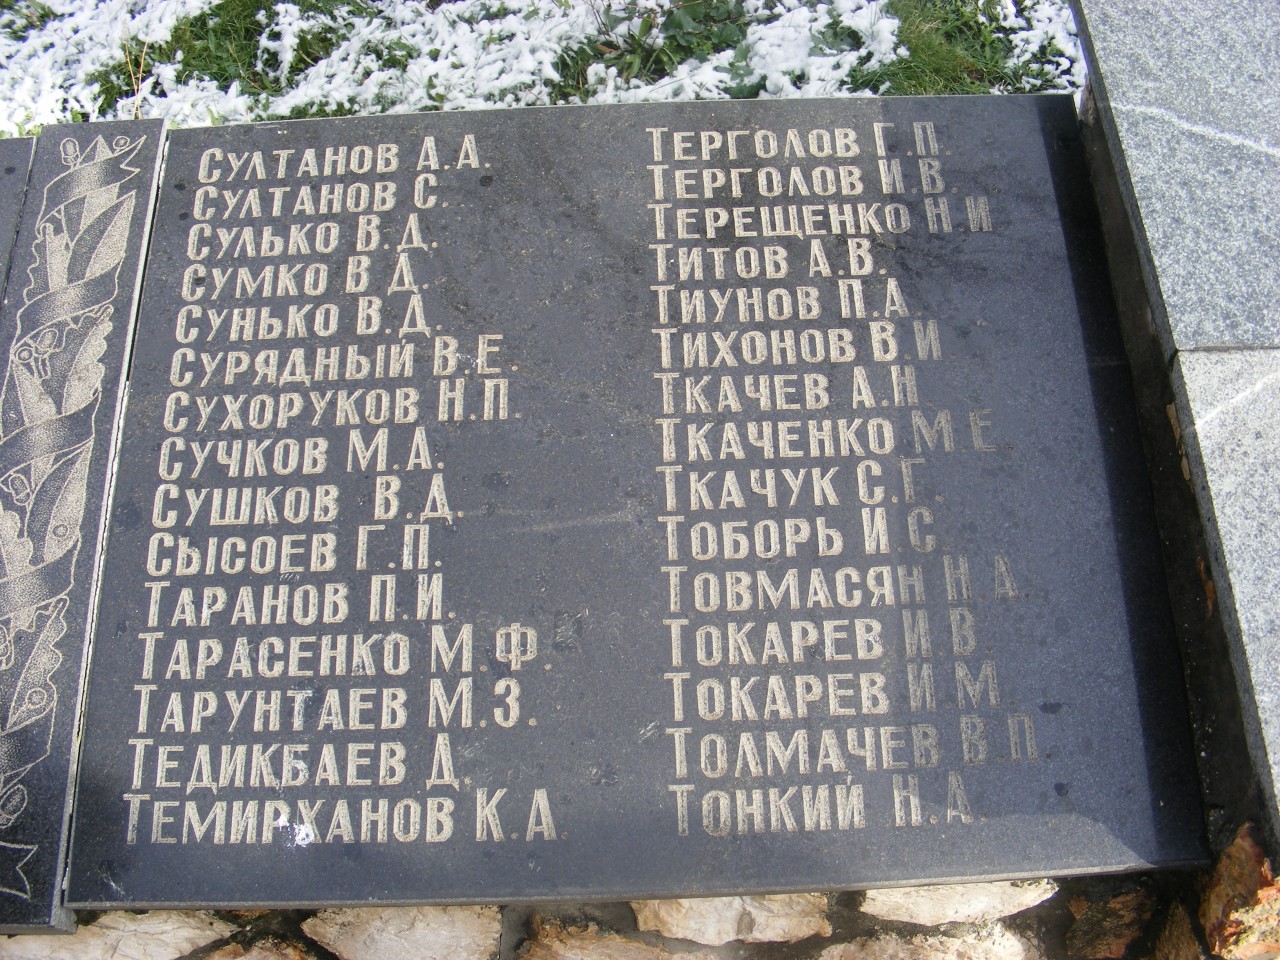 Султанов А.А.
Султанов С.
Сулько В.Д.
Сумко В.Д.
Сунько В.Д.
Сурядный В.Е.
Сухоруков Н.П.
Сучков М.А.
Сушков В.Д.
Сысоев Г.П.
Таранов П.И.
Тарасенко М.Ф.
Тарунтаев М.З.
Тедикбаев Д.
Темирханов К.А.
Терголов Г.П.
Терголов И.В.
Терещенко Н.И
Титов А.В.
Тиунов П.А.
Тихонов В.И
Ткачев А.Н
Ткаченко М.Е.
Ткачук С.Г.
Тоборь И.С.
Товмасян Н.А.
Токарев И.В.
Токарев И.М.
Толмачев В.П
Тонкий Н.А.